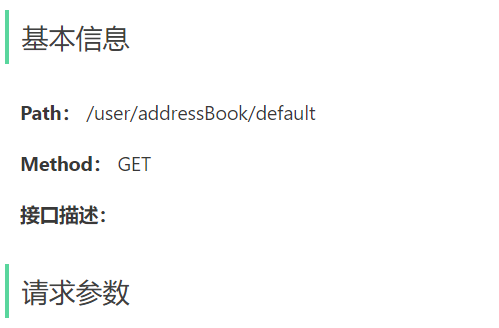 基本信息
Path： /user/addressBook/default
Method： GET
接口描述：
请求参数